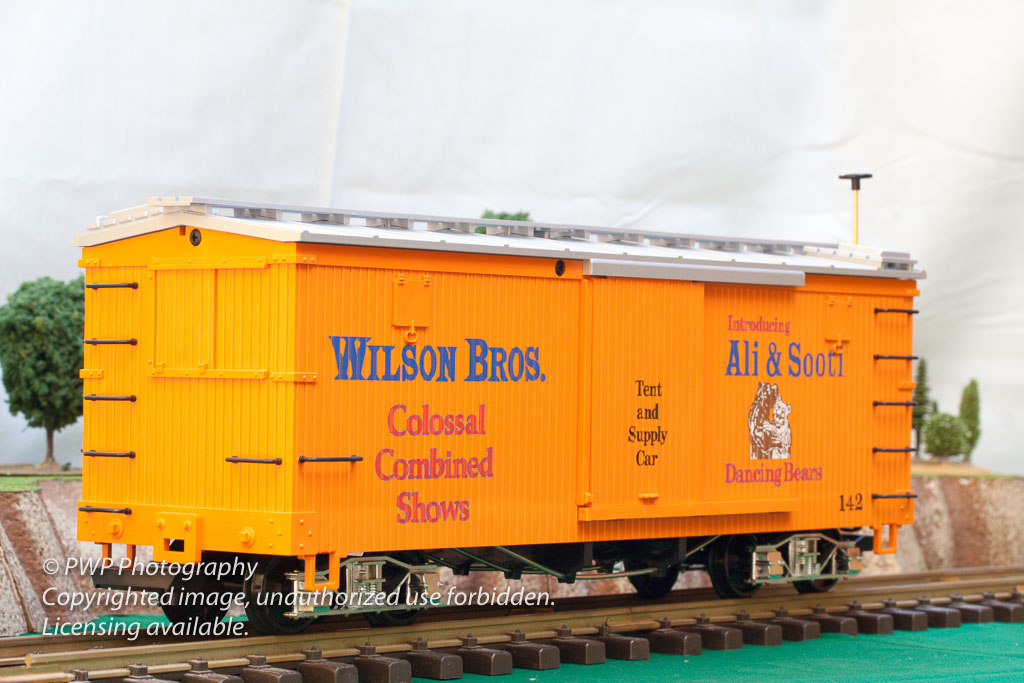 Wilson Bros.
Colossal
Combined
Shows
Tent
and
Supply
Car
Introducing
Ali & Sooti
Dancing Bears
142
© PWP Photography
Copyrighted image, unauthorized use forbidden.
Licensing available.